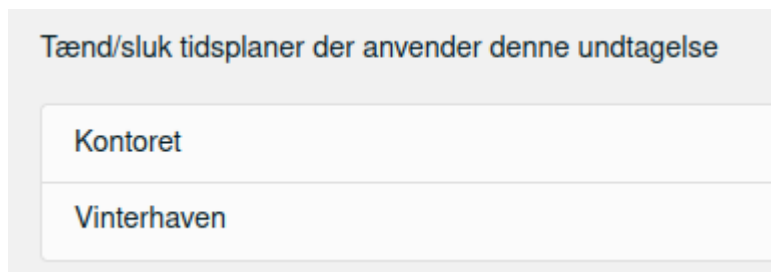 Tænd/sluk tidsplaner der anvender denne undtagelse
Kontoret
Vinterhaven